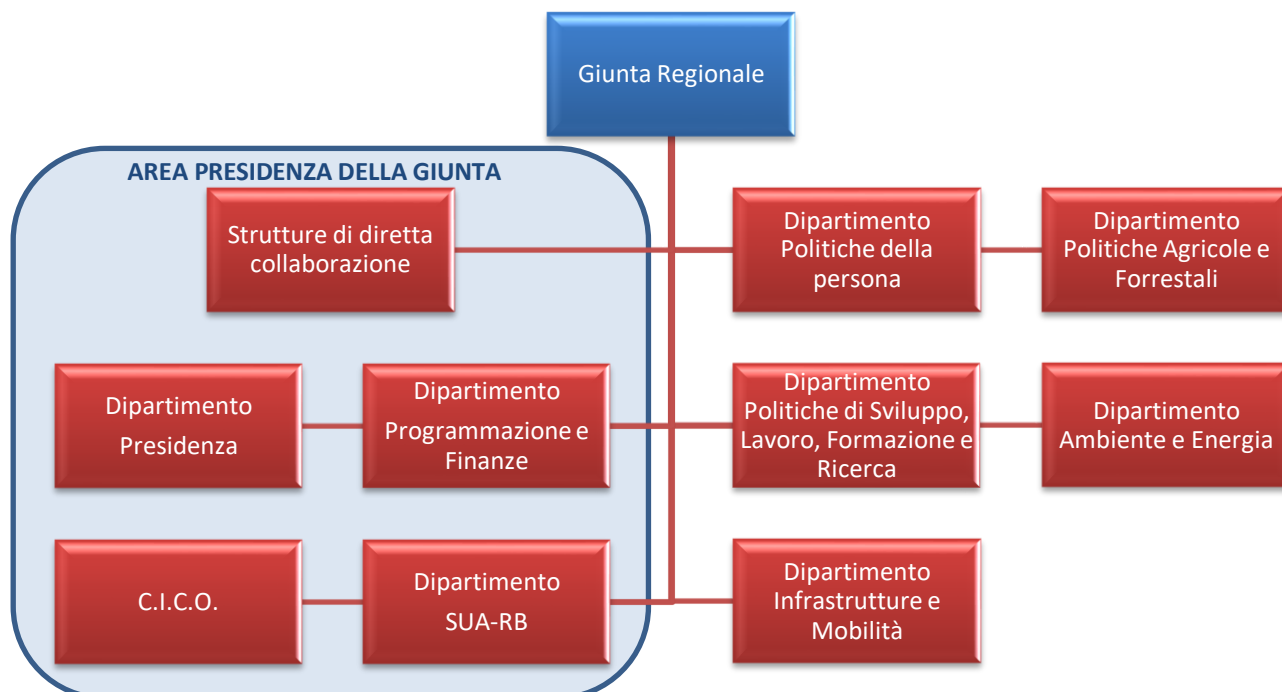 Giunta Regionale
AREA PRESIDENZA DELLA GIUNTA
Strutture di diretta
collaborazione
Dipartimento
Politiche della
persona
Dipartimento
Politiche Agricole e
Forrestali
Dipartimento
Presidenza
Dipartimento
Programmazione e
Finanze
Dipartimento
Politiche di Sviluppo,
Lavoro, Formazione e
Ricerca
Dipartimento
Ambiente e Energia
C.I.C.O.
Dipartimento
SUA-RB
Dipartimento
Infrastrutture e
Mobilità